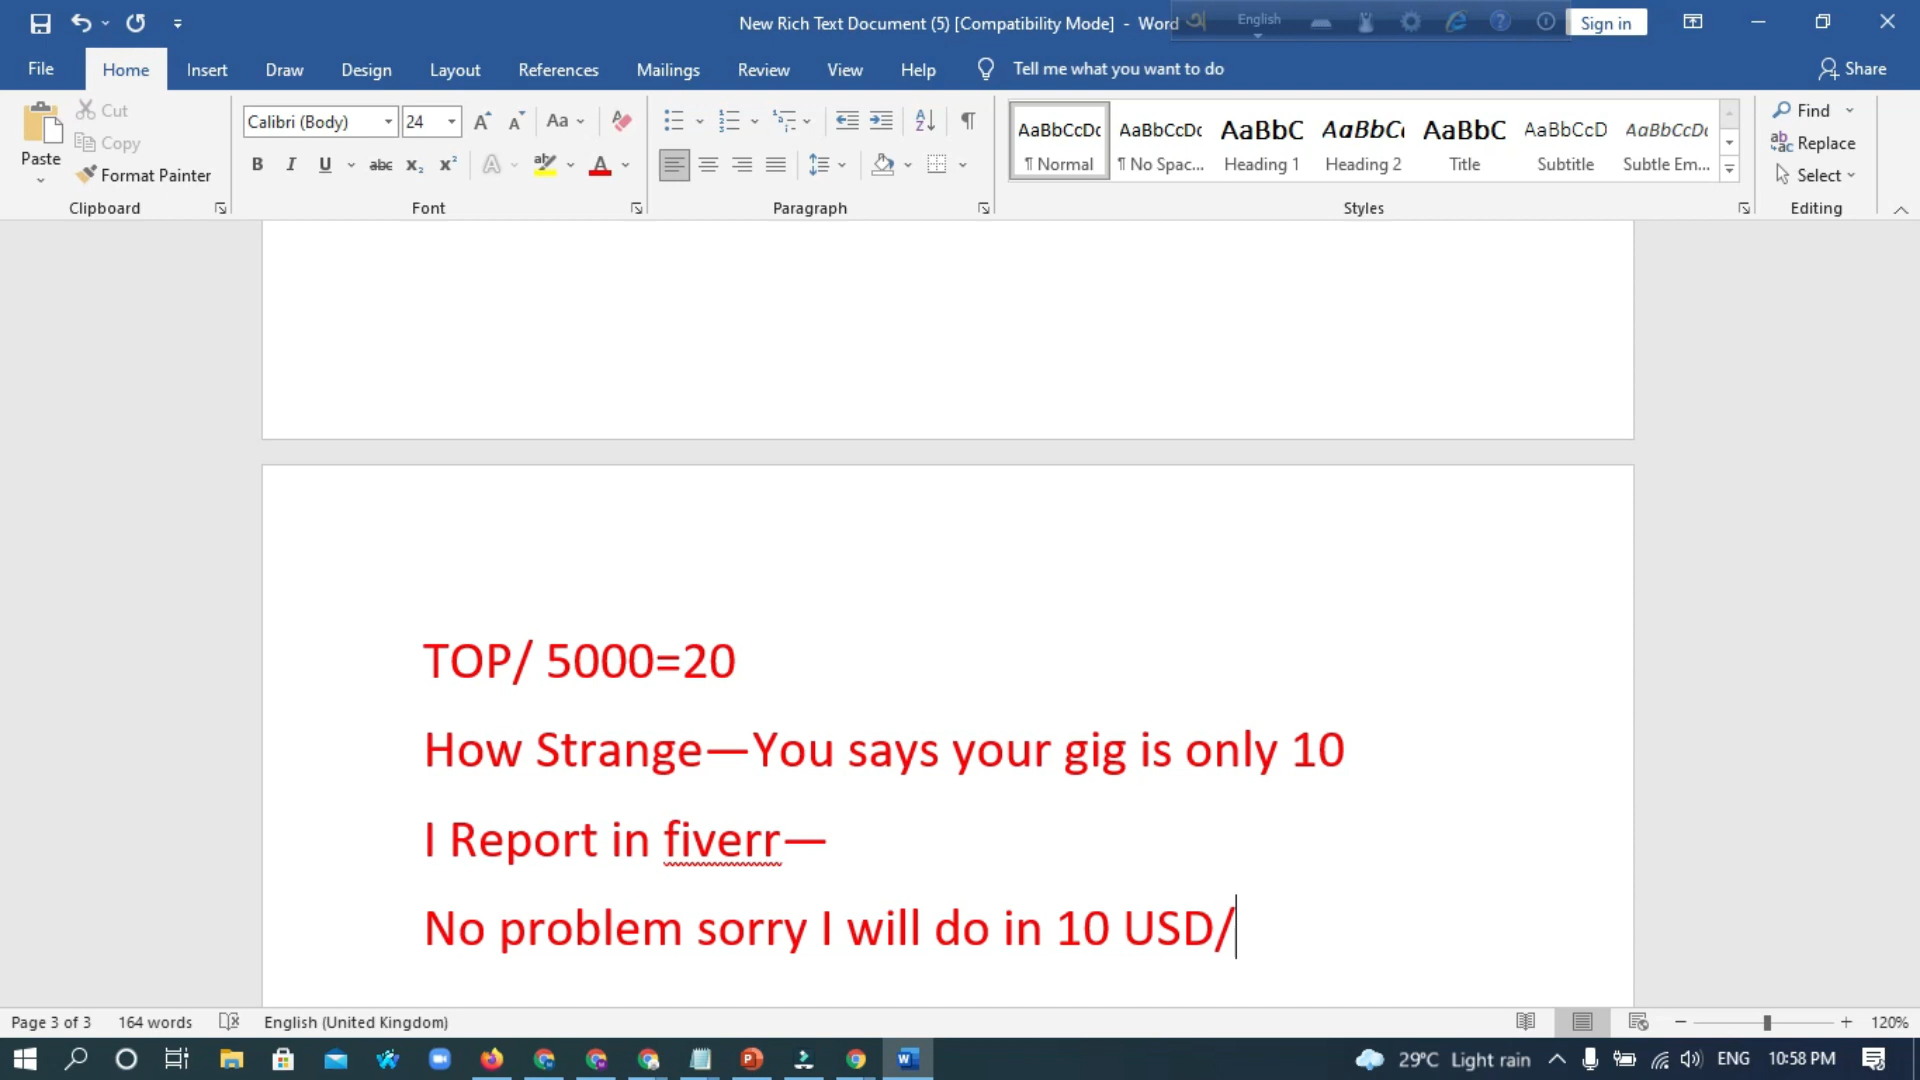 New Rich Text Document (5) [Compatibility Mode] - Word
English
Sign in
File Home Insert Draw Design Layout References Mailings Review View Help Tell me what you want to do Share
Paste
Cut
Copy
Format Painter
Clipboard
Calibri (Body) 24
Font
Paragraph
AaBbCcDc AaBbCcDc AaBbC AaBbCc AaBbC AaBbCcD AaBbCcDc
¶ Normal ¶ No Spac... Heading 1 Heading 2 Title Subtitle Subtle Em...
Styles
Find
Replace
Select
Editing
TOP/ 5000=20
How Strange—You says your gig is only 10
I Report in fiverr—
No problem sorry I will do in 10 USD/
Page 3 of 3 164 words English (United Kingdom) 120%
29°C Light rain ENG 10:58 PM